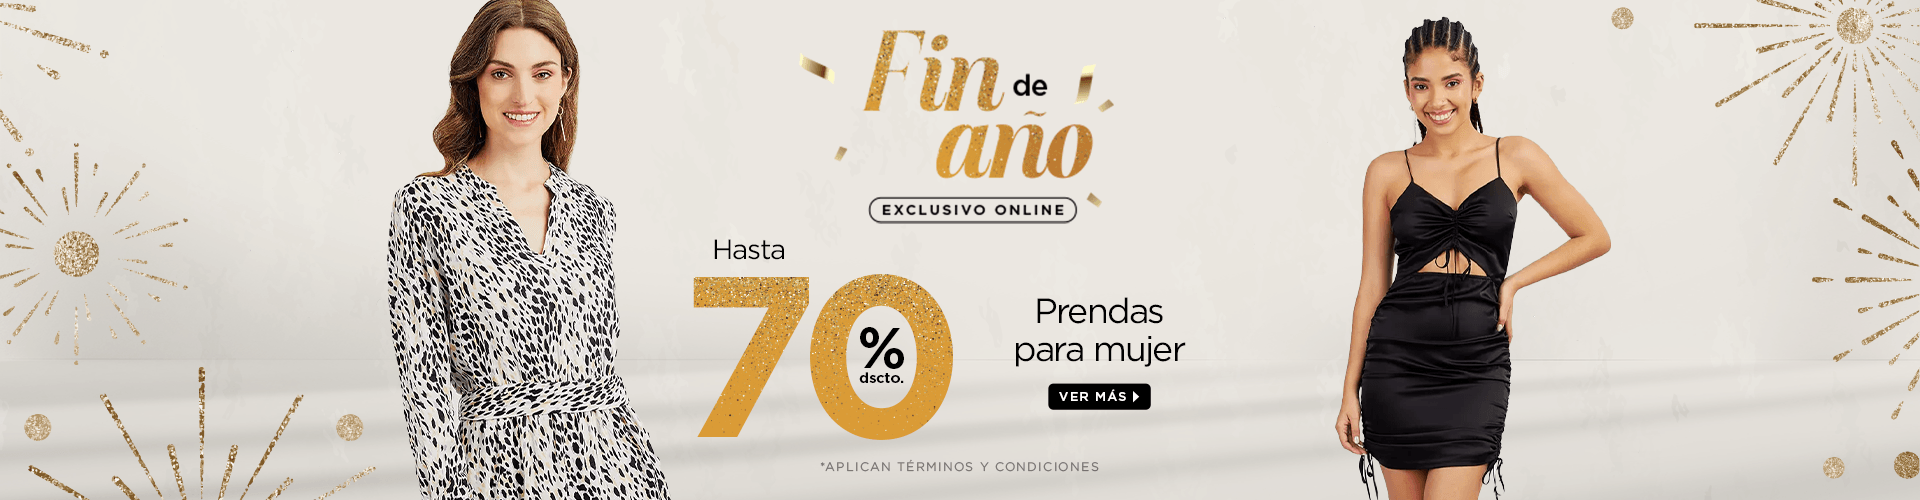 Fin de
año
EXCLUSIVO ONLINE
Hasta
70
%
dscto.
Prendas
para mujer
VER MÁS
*APLICAN TÉRMINOS Y CONDICIONES